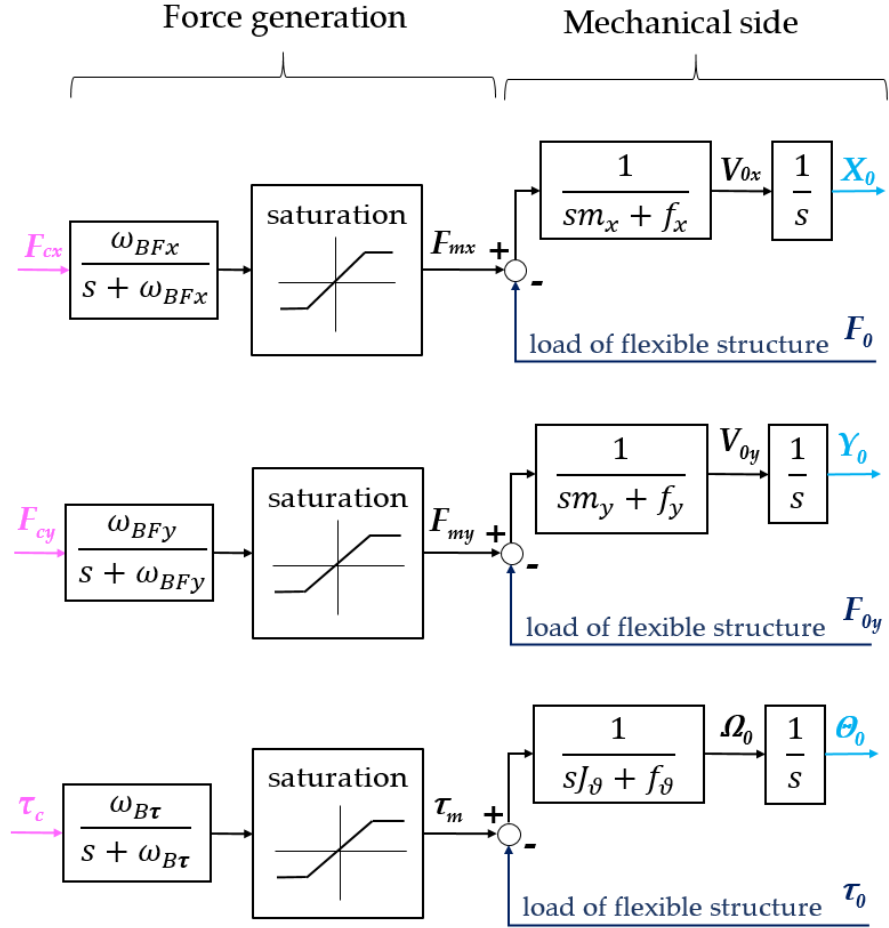 Force generation
Mechanical side
F_cx
ω_BFx / (s + ω_BFx)
saturation
F_mx
+
-
1 / (sm_x + f_x)
V_0x
1 / s
X_0
load of flexible structure F_0
F_cy
ω_BFy / (s + ω_BFy)
saturation
F_my
+
-
1 / (sm_y + f_y)
V_0y
1 / s
Y_0
load of flexible structure F_0y
τ_c
ω_Bτ / (s + ω_Bτ)
saturation
τ_m
+
-
1 / (sJ_ϑ + f_ϑ)
Ω_0
1 / s
Θ_0
load of flexible structure τ_0